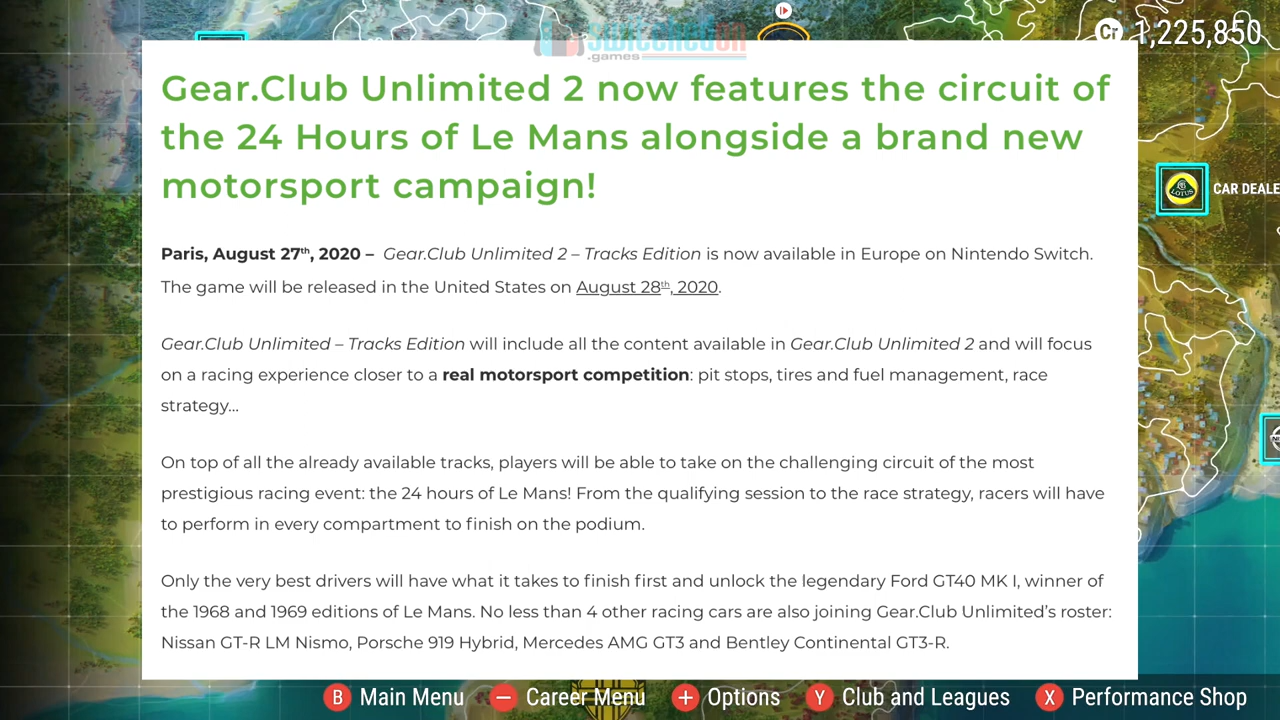 switchedon
.games
Cr 1,225,850
Gear.Club Unlimited 2 now features the circuit of
the 24 Hours of Le Mans alongside a brand new
motorsport campaign!
LOTUS
CAR DEALE
Paris, August 27th, 2020 – Gear.Club Unlimited 2 – Tracks Edition is now available in Europe on Nintendo Switch.
The game will be released in the United States on August 28th, 2020.
Gear.Club Unlimited – Tracks Edition will include all the content available in Gear.Club Unlimited 2 and will focus
on a racing experience closer to a real motorsport competition: pit stops, tires and fuel management, race
strategy...
On top of all the already available tracks, players will be able to take on the challenging circuit of the most
prestigious racing event: the 24 hours of Le Mans! From the qualifying session to the race strategy, racers will have
to perform in every compartment to finish on the podium.
Only the very best drivers will have what it takes to finish first and unlock the legendary Ford GT40 MK I, winner of
the 1968 and 1969 editions of Le Mans. No less than 4 other racing cars are also joining Gear.Club Unlimited’s roster:
Nissan GT-R LM Nismo, Porsche 919 Hybrid, Mercedes AMG GT3 and Bentley Continental GT3-R.
B Main Menu − Career Menu + Options Y Club and Leagues X Performance Shop